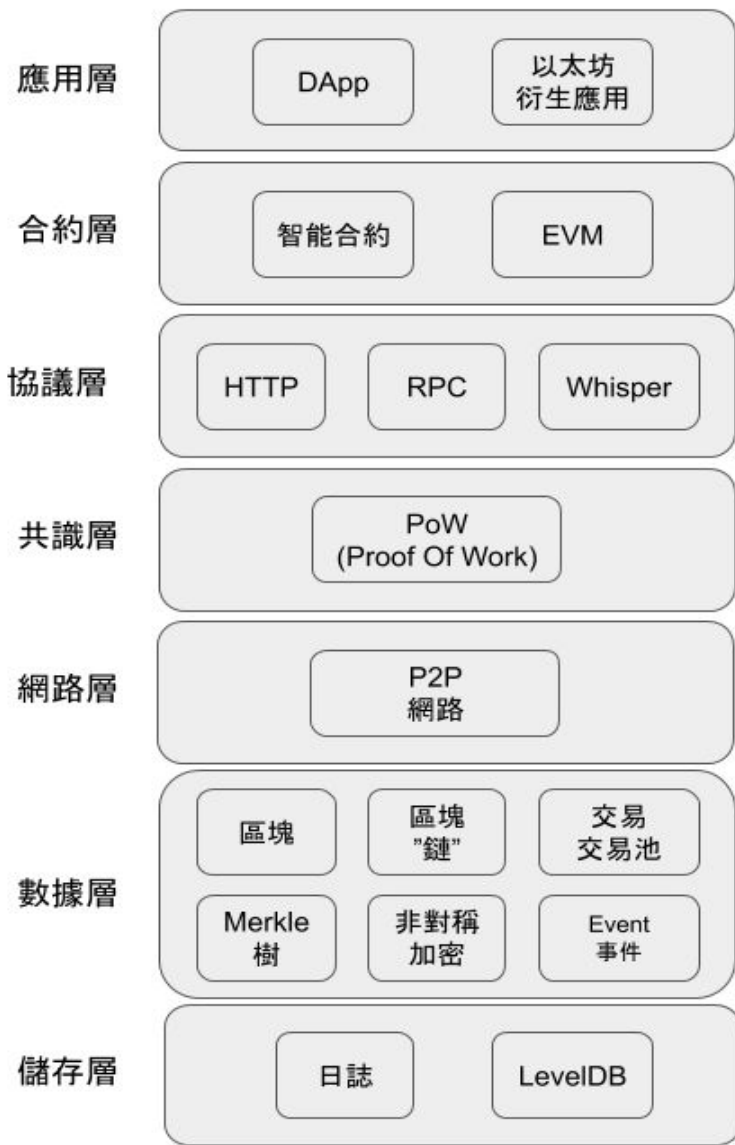 應用層
DApp
以太坊
衍生應用
合約層
智能合約
EVM
協議層
HTTP
RPC
Whisper
共識層
PoW
(Proof Of Work)
網路層
P2P
網路
數據層
區塊
區塊
”鏈”
交易
交易池
Merkle
樹
非對稱
加密
Event
事件
儲存層
日誌
LevelDB